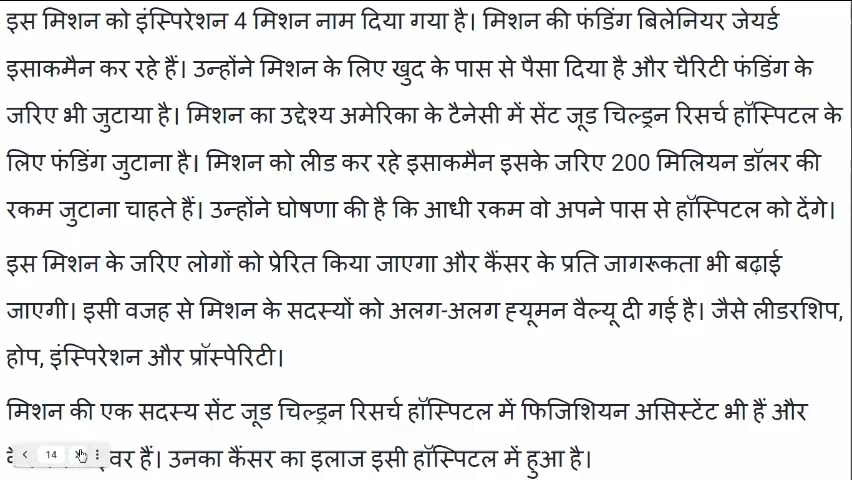 इस मिशन को इंस्पिरेशन 4 मिशन नाम दिया गया है। मिशन की फंडिंग बिलेनियर जेयर्ड
इसाकमैन कर रहे हैं। उन्होंने मिशन के लिए खुद के पास से पैसा दिया है और चैरिटी फंडिंग के
जरिए भी जुटाया है। मिशन का उद्देश्य अमेरिका के टैनेसी में सेंट जूड चिल्ड्रन रिसर्च हॉस्पिटल के
लिए फंडिंग जुटाना है। मिशन को लीड कर रहे इसाकमैन इसके जरिए 200 मिलियन डॉलर की
रकम जुटाना चाहते हैं। उन्होंने घोषणा की है कि आधी रकम वो अपने पास से हॉस्पिटल को देंगे।
इस मिशन के जरिए लोगों को प्रेरित किया जाएगा और कैंसर के प्रति जागरूकता भी बढ़ाई
जाएगी। इसी वजह से मिशन के सदस्यों को अलग-अलग ह्यूमन वैल्यू दी गई है। जैसे लीडरशिप,
होप, इंस्पिरेशन और प्रॉस्पेरिटी।
मिशन की एक सदस्य सेंट जूड चिल्ड्रन रिसर्च हॉस्पिटल में फिजिशियन असिस्टेंट भी हैं और
14 हैं। उनका कैंसर का इलाज इसी हॉस्पिटल में हुआ है।